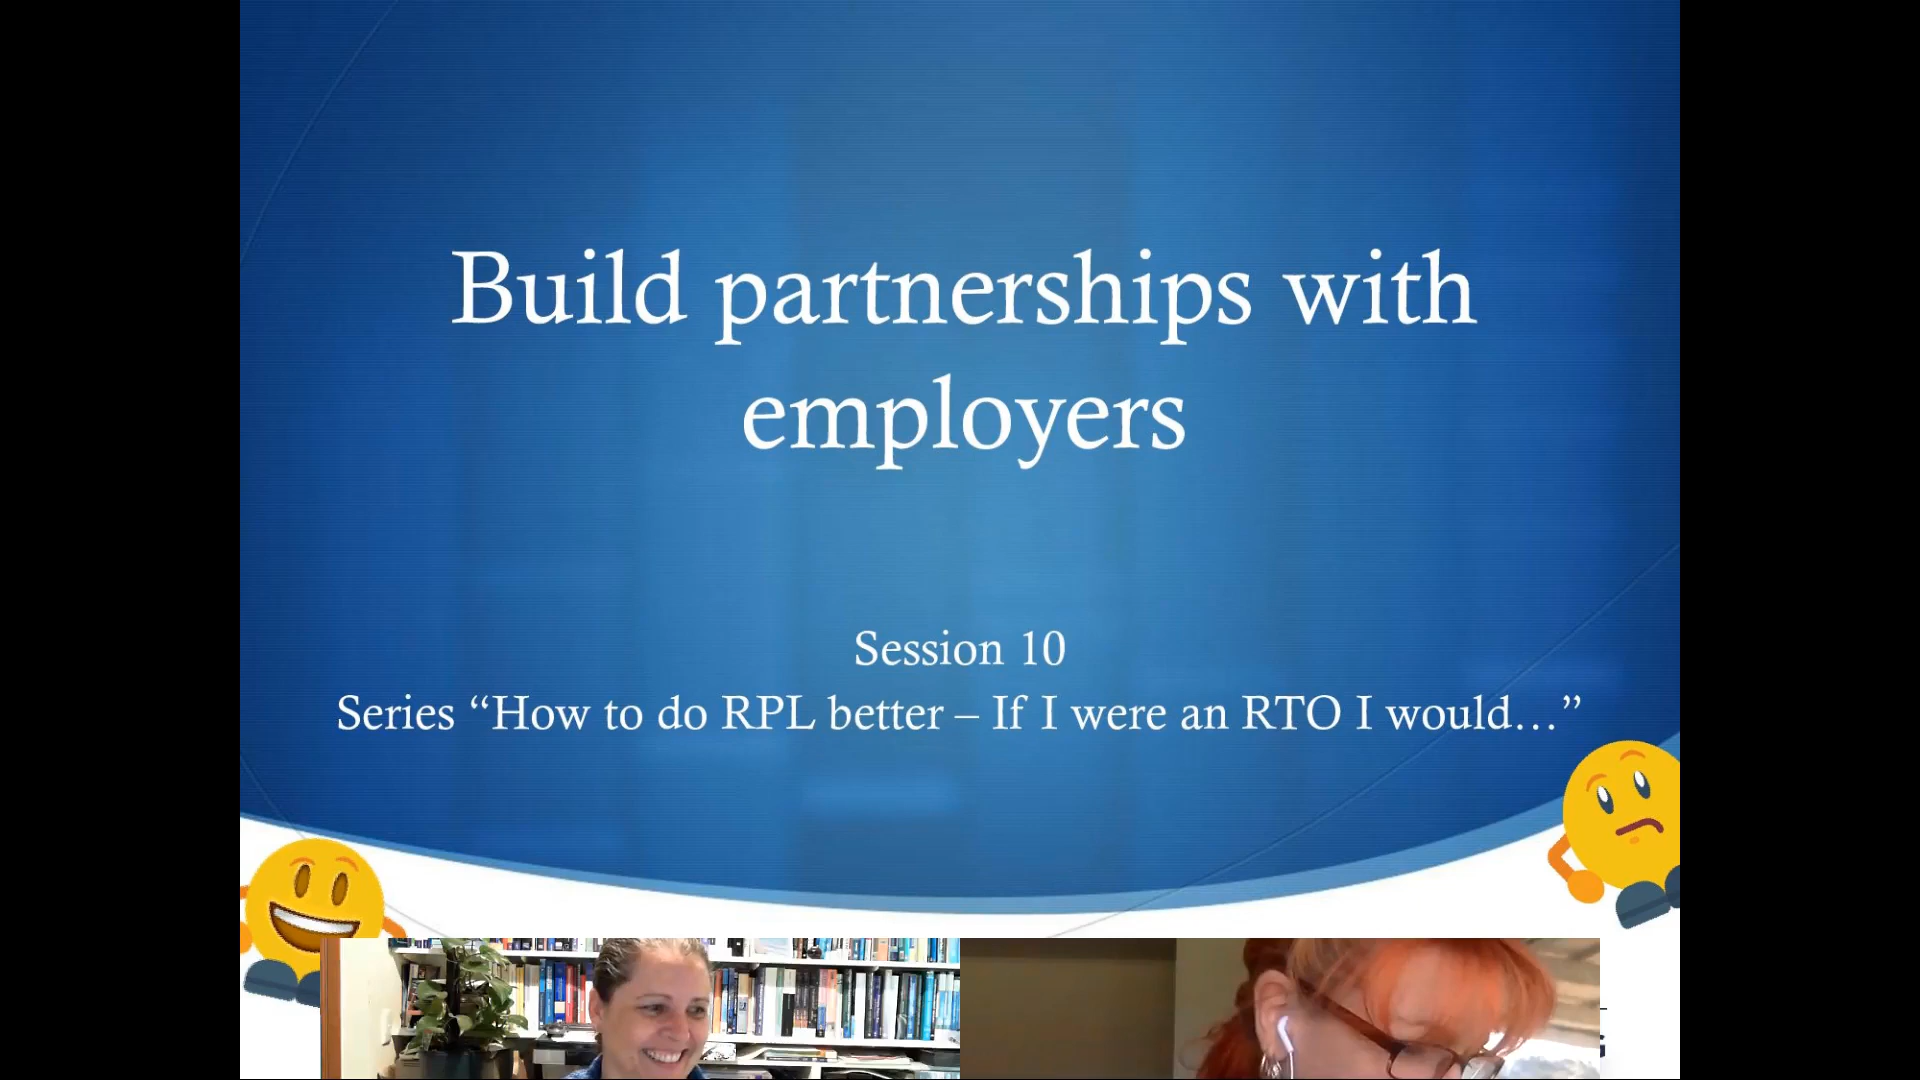 Build partnerships with
employers
Session 10
Series “How to do RPL better – If I were an RTO I would…”